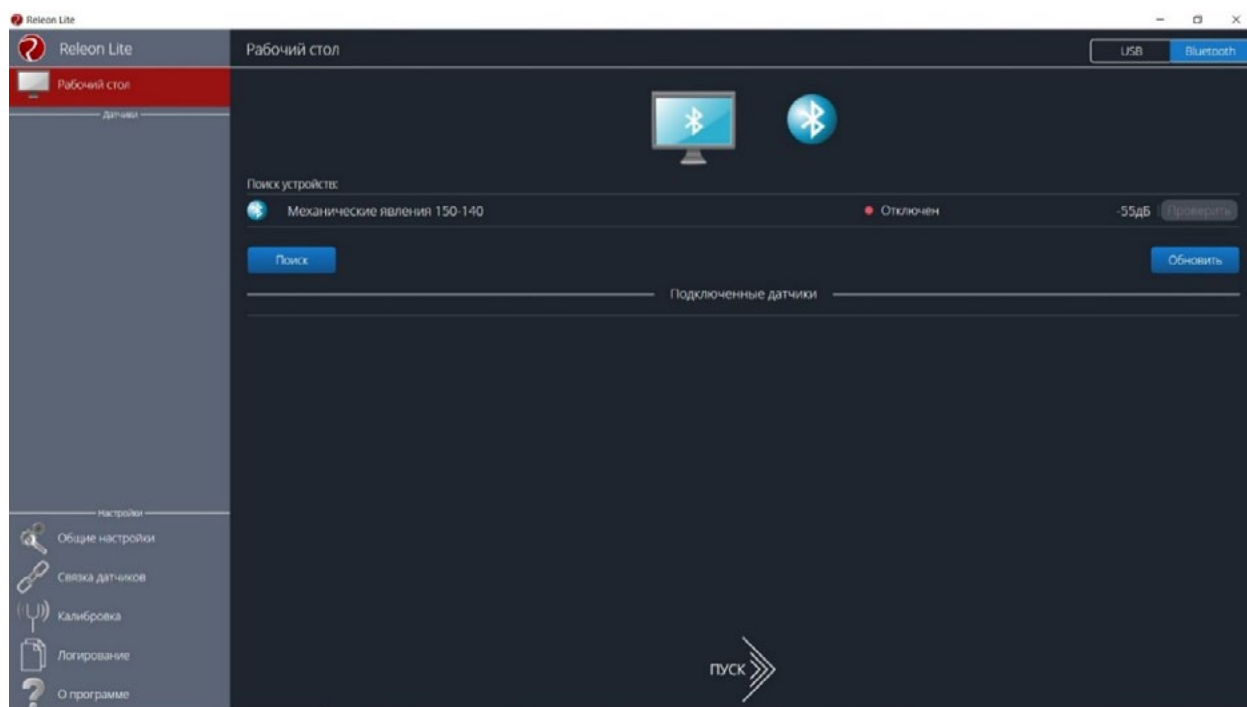 Releon Lite
Releon Lite
Рабочий стол
USB
Bluetooth
Рабочий стол
Датчики
Поиск устройств:
Механические явления 150-140
Отключен
-55дБ
Проверить
Поиск
Обновить
Подключенные датчики
Настройки
Общие настройки
Связка датчиков
Калибровка
Логирование
О программе
ПУСК